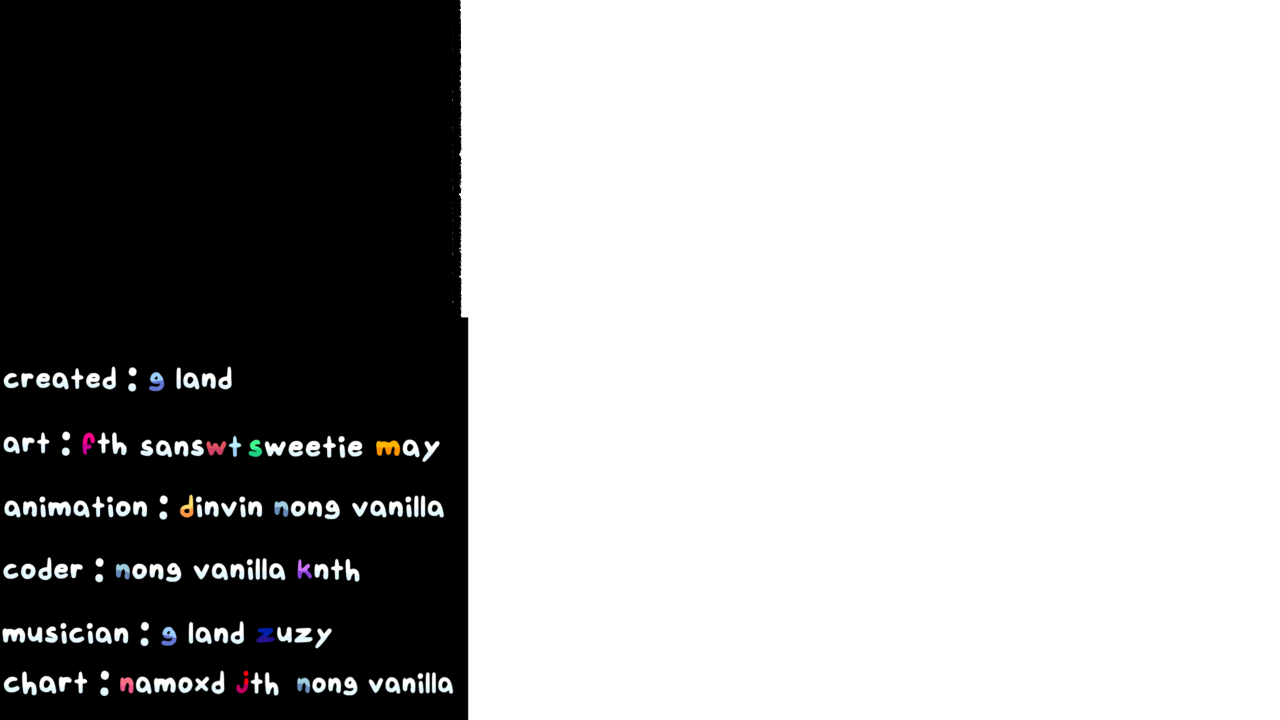 created : g land
art : fth sanswt sweetie may
animation : dinvin nong vanilla
coder : nong vanilla knth
musician : g land zuzy
chart : namoxd jth nong vanilla